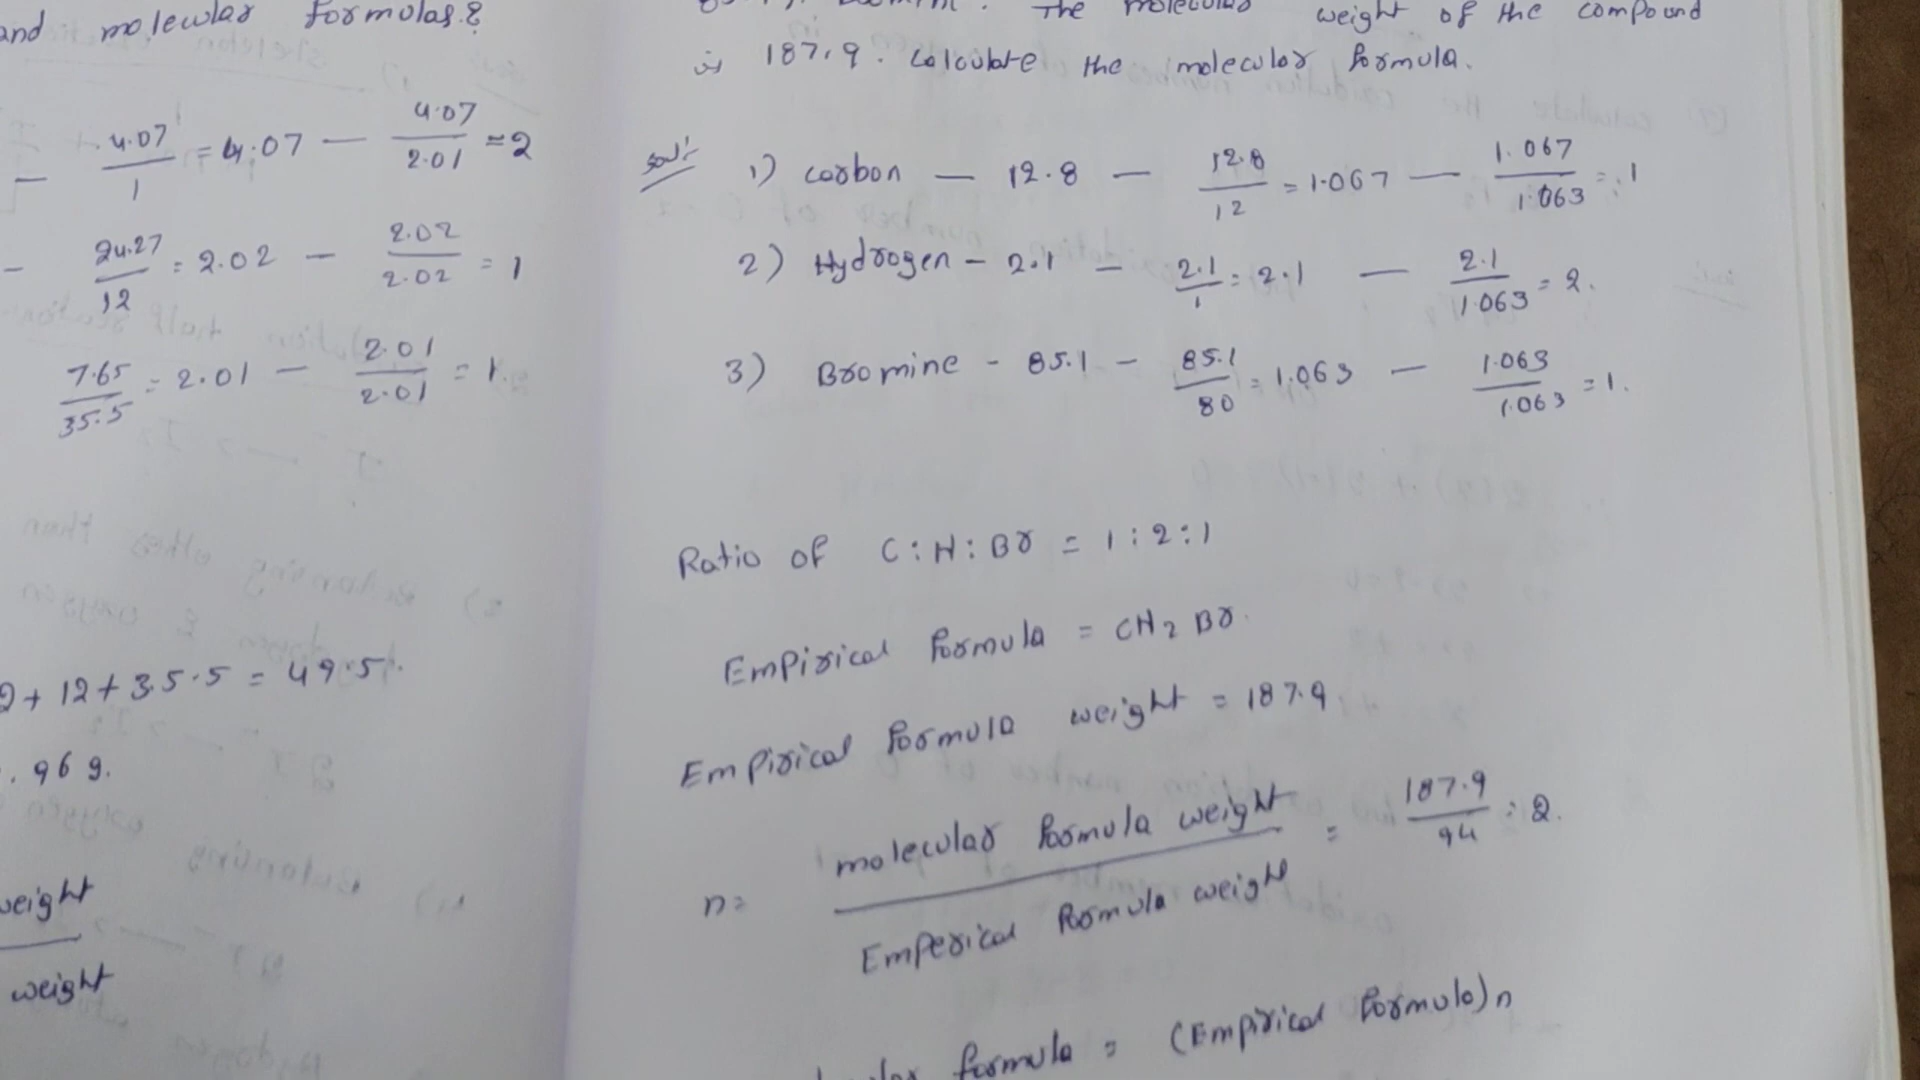 and molecular formulas?
4.07/1 = 4.07 — 4.07/2.01 = 2
24.27/12 = 2.02 — 2.02/2.02 = 1
7.65/35.5 = 2.01 — 2.01/2.01 = 1.
2 + 12 + 35.5 = 49.5.
.96 g.
weight
weight
The molecular weight of the compound
is 187.9. calculate the molecular formula.
Sol:- 1) carbon — 12.8 — 12.8/12 = 1.067 — 1.067/1.063 = 1
2) Hydrogen - 2.1 — 2.1/1 = 2.1 — 2.1/1.063 = 2.
3) Bromine - 85.1 - 85.1/80 = 1.063 — 1.063/1.063 = 1.
Ratio of C:H:Br = 1:2:1
Empirical formula = CH2 Br.
Empirical formula weight = 187.9
n = molecular formula weight / Emperical formula weight = 187.9/94 = 2.
formula = (Empirical formula)n